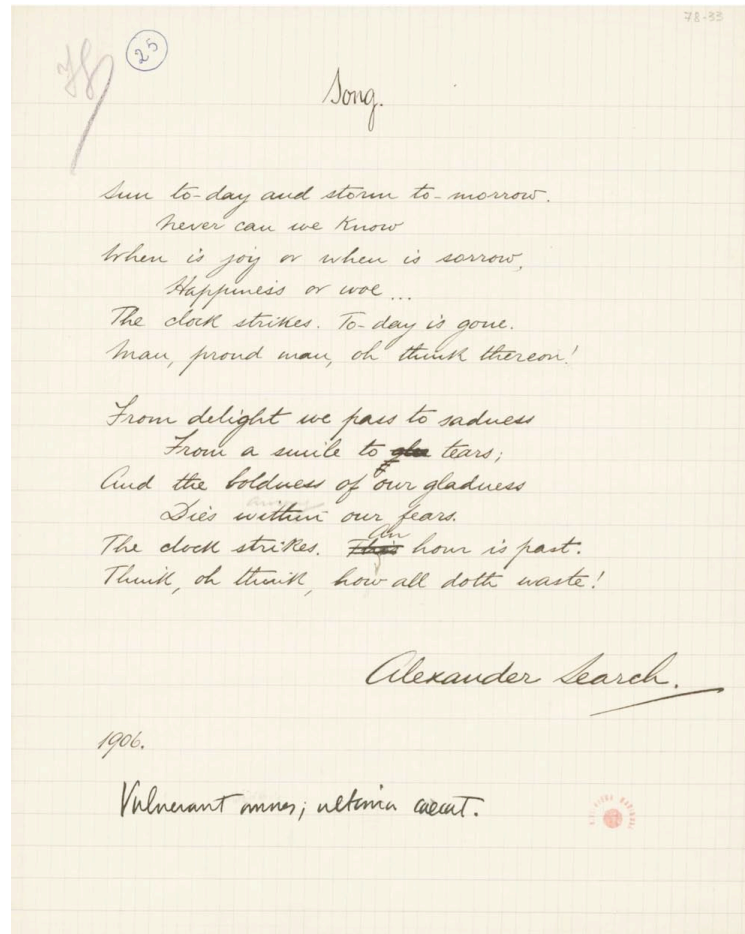 78-33
25
Song.
Sun to-day and storm to-morrow.
Never can we know
When is joy or when is sorrow,
Happiness or woe...
The clock strikes. To-day is gone.
Man, proud man, oh think thereon!
From delight we pass to sadness
From a smile to tears;
And the boldness of our gladness
Dies within our fears.
The clock strikes. An hour is past.
Think, oh think, how all doth waste!
Alexander Search.
1906.
Vulnerant omnes; ultima